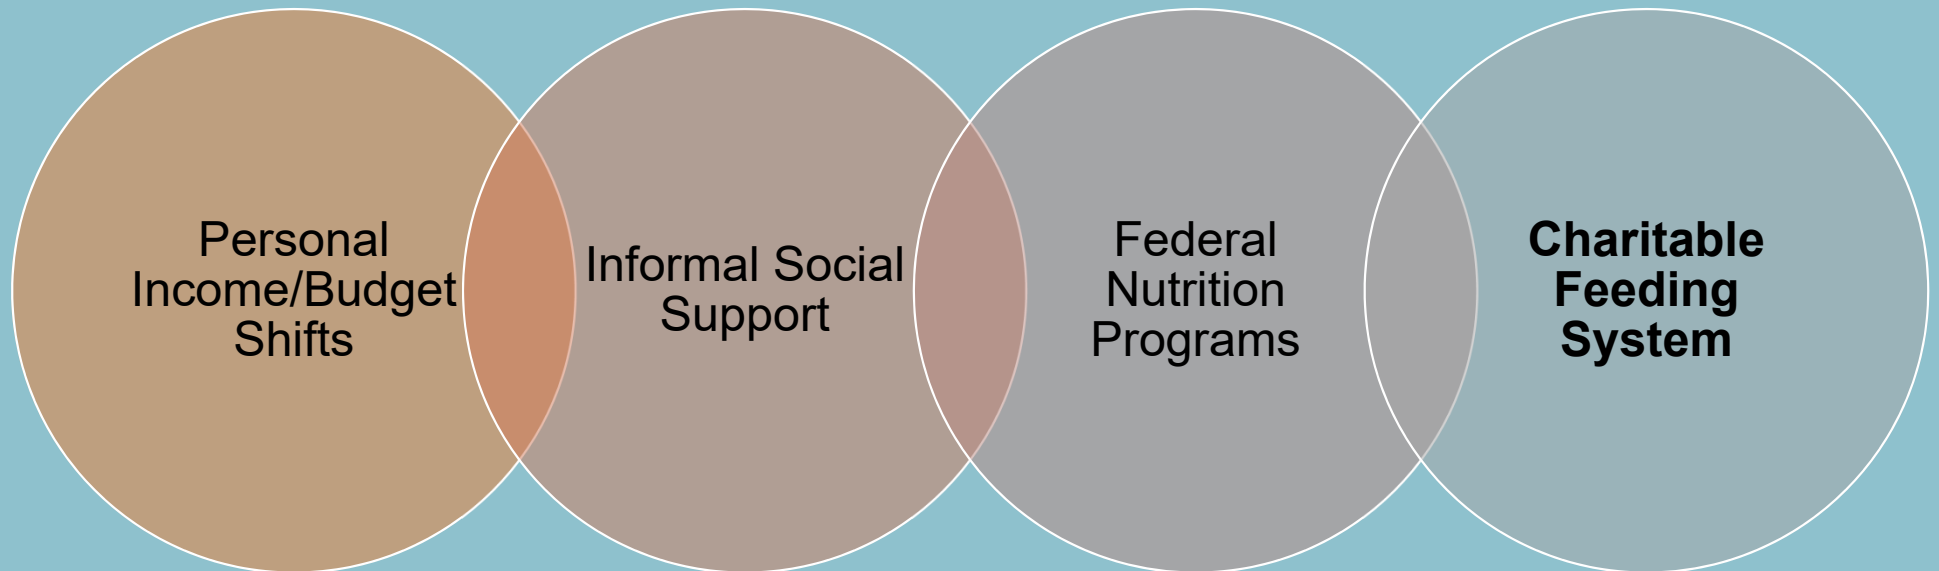 Personal
Income/Budget
Shifts
Informal Social
Support
Federal
Nutrition
Programs
Charitable
Feeding
System